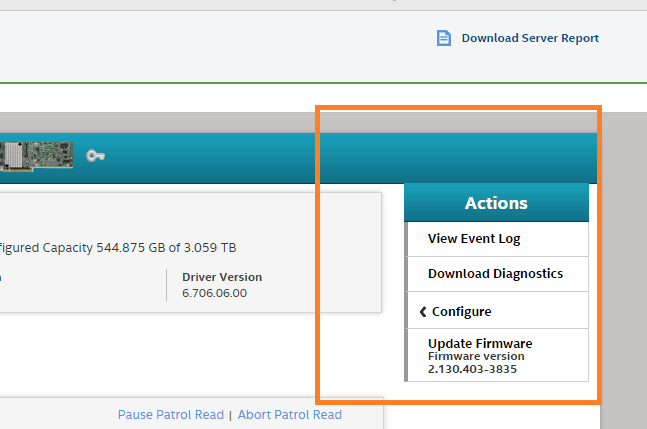 Download Server Report
Actions
View Event Log
Configured Capacity 544.875 GB of 3.059 TB
Download Diagnostics
Driver Version
6.706.06.00
Configure
Update Firmware
Firmware version
2.130.403-3835
Pause Patrol Read | Abort Patrol Read